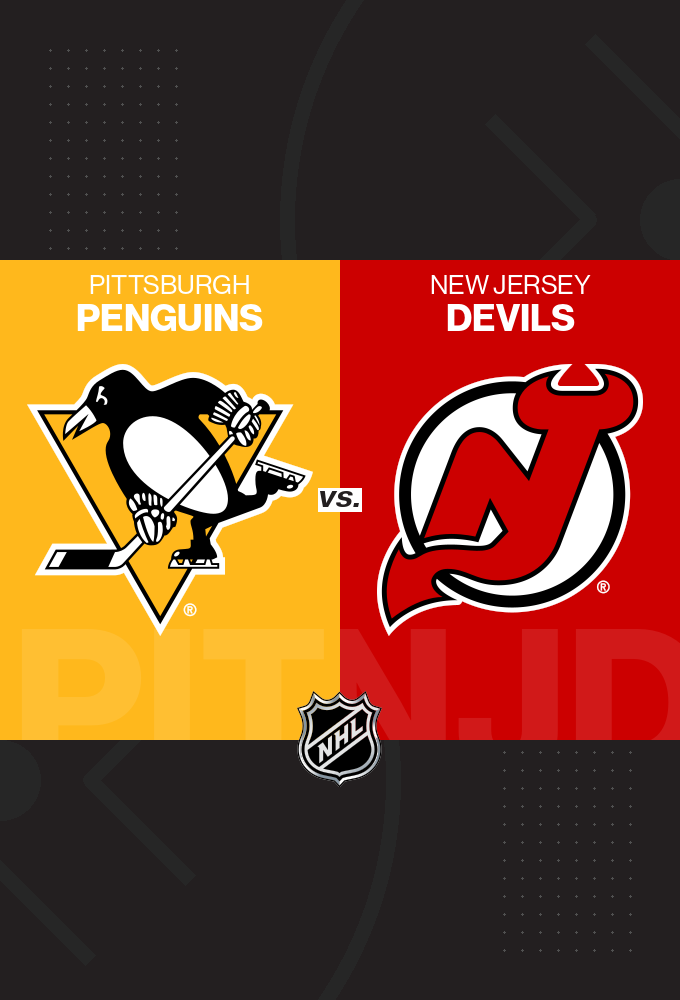 PITTSBURGH
PENGUINS
NEW JERSEY
DEVILS
vs.
®
®
PIT
NJD
NHL